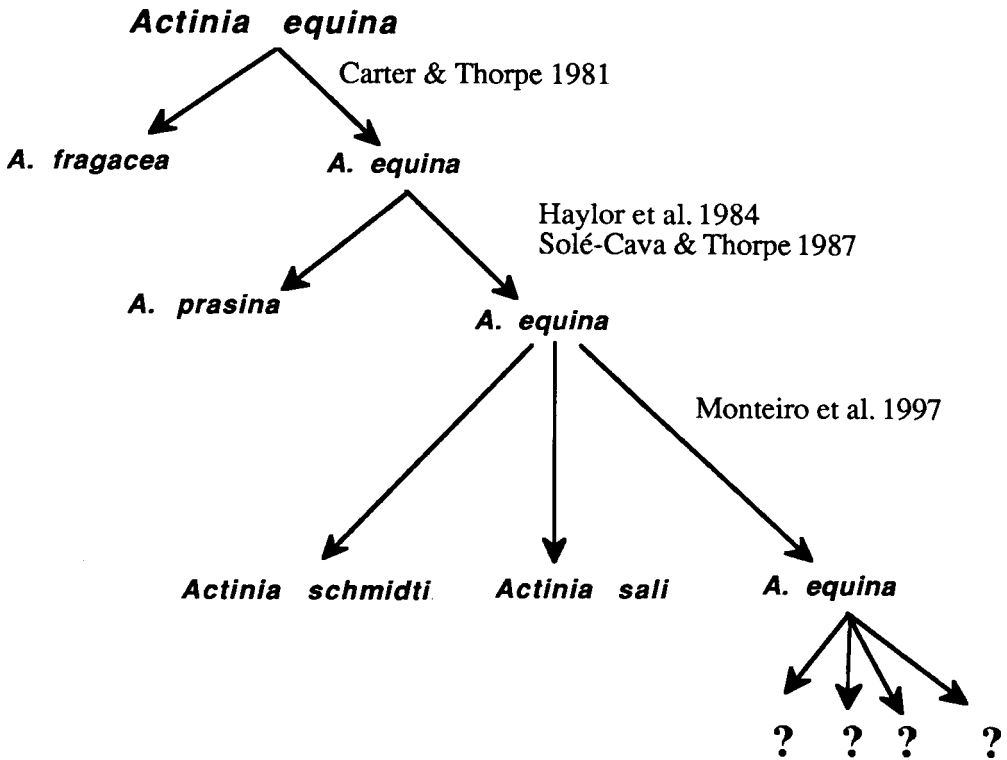 Actinia equina
Carter & Thorpe 1981
A. fragacea
A. equina
Haylor et al. 1984
Solé-Cava & Thorpe 1987
A. prasina
A. equina
Monteiro et al. 1997
Actinia schmidti
Actinia sali
A. equina
? ? ? ?